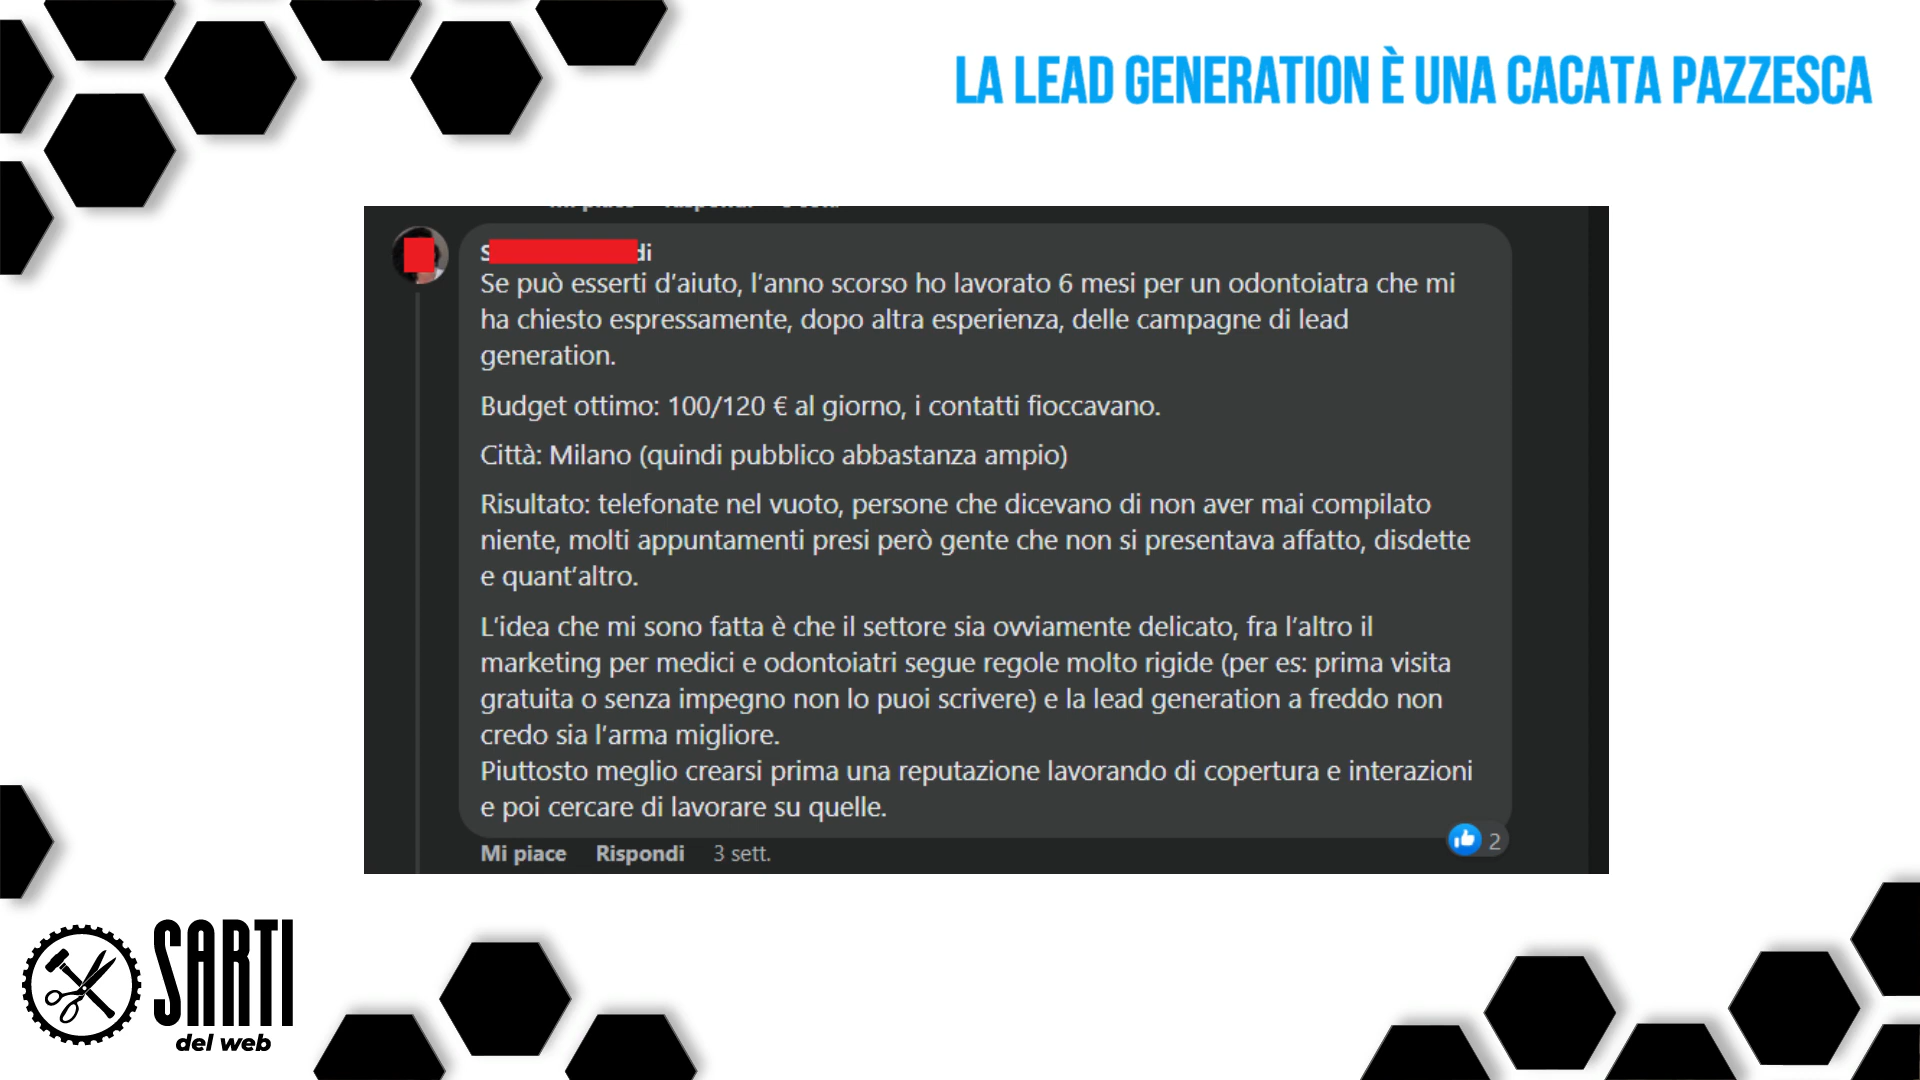 LA LEAD GENERATION È UNA CACATA PAZZESCA
S di
Se può esserti d'aiuto, l'anno scorso ho lavorato 6 mesi per un odontoiatra che mi
ha chiesto espressamente, dopo altra esperienza, delle campagne di lead
generation.
Budget ottimo: 100/120 € al giorno, i contatti fioccavano.
Città: Milano (quindi pubblico abbastanza ampio)
Risultato: telefonate nel vuoto, persone che dicevano di non aver mai compilato
niente, molti appuntamenti presi però gente che non si presentava affatto, disdette
e quant'altro.
L'idea che mi sono fatta è che il settore sia ovviamente delicato, fra l'altro il
marketing per medici e odontoiatri segue regole molto rigide (per es: prima visita
gratuita o senza impegno non lo puoi scrivere) e la lead generation a freddo non
credo sia l'arma migliore.
Piuttosto meglio crearsi prima una reputazione lavorando di copertura e interazioni
e poi cercare di lavorare su quelle.
2
Mi piace Rispondi 3 sett.
SARTI
del web